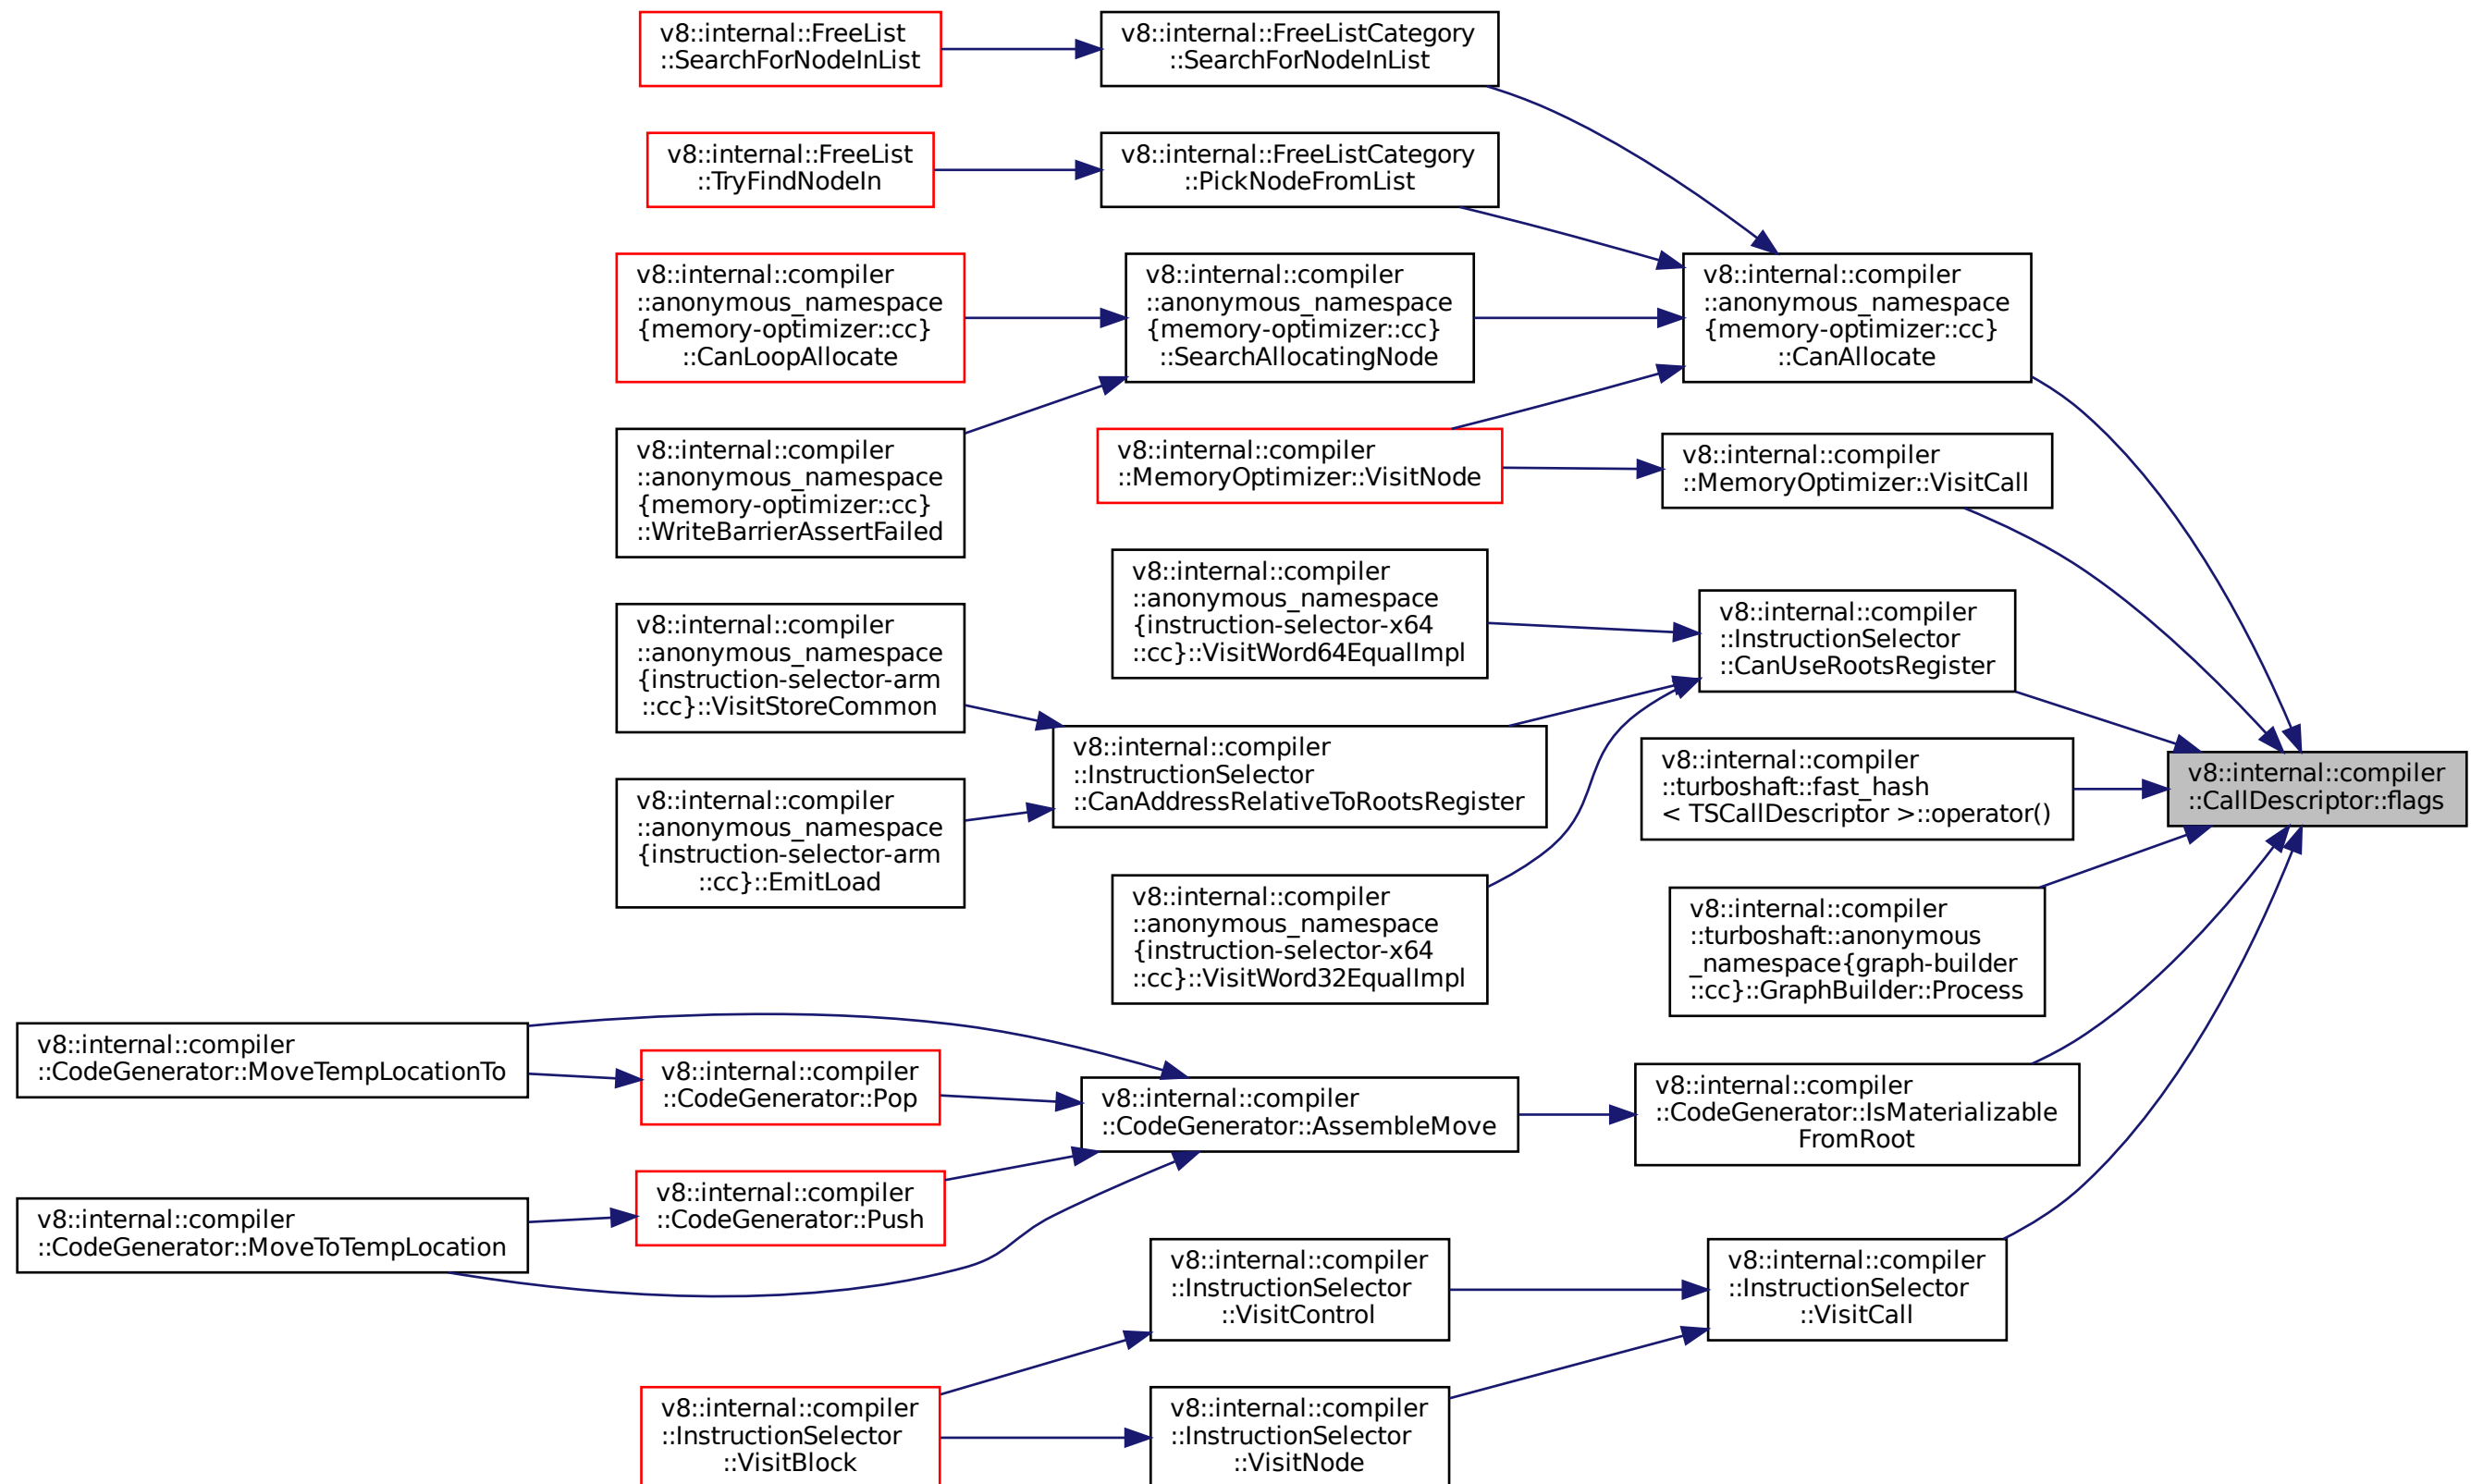 v8::internal::FreeList
::SearchForNodeInList
v8::internal::FreeListCategory
::SearchForNodeInList
v8::internal::FreeList
::TryFindNodeIn
v8::internal::FreeListCategory
::PickNodeFromList
v8::internal::compiler
::anonymous_namespace
{memory-optimizer::cc}
::CanLoopAllocate
v8::internal::compiler
::anonymous_namespace
{memory-optimizer::cc}
::SearchAllocatingNode
v8::internal::compiler
::anonymous_namespace
{memory-optimizer::cc}
::CanAllocate
v8::internal::compiler
::anonymous_namespace
{memory-optimizer::cc}
::WriteBarrierAssertFailed
v8::internal::compiler
::MemoryOptimizer::VisitNode
v8::internal::compiler
::MemoryOptimizer::VisitCall
v8::internal::compiler
::anonymous_namespace
{instruction-selector-x64
::cc}::VisitWord64EqualImpl
v8::internal::compiler
::InstructionSelector
::CanUseRootsRegister
v8::internal::compiler
::anonymous_namespace
{instruction-selector-arm
::cc}::VisitStoreCommon
v8::internal::compiler
::InstructionSelector
::CanAddressRelativeToRootsRegister
v8::internal::compiler
::turboshaft::fast_hash
< TSCallDescriptor >::operator()
v8::internal::compiler
::CallDescriptor::flags
v8::internal::compiler
::anonymous_namespace
{instruction-selector-arm
::cc}::EmitLoad
v8::internal::compiler
::anonymous_namespace
{instruction-selector-x64
::cc}::VisitWord32EqualImpl
v8::internal::compiler
::turboshaft::anonymous
_namespace{graph-builder
::cc}::GraphBuilder::Process
v8::internal::compiler
::CodeGenerator::MoveTempLocationTo
v8::internal::compiler
::CodeGenerator::Pop
v8::internal::compiler
::CodeGenerator::AssembleMove
v8::internal::compiler
::CodeGenerator::IsMaterializable
FromRoot
v8::internal::compiler
::CodeGenerator::MoveToTempLocation
v8::internal::compiler
::CodeGenerator::Push
v8::internal::compiler
::InstructionSelector
::VisitControl
v8::internal::compiler
::InstructionSelector
::VisitCall
v8::internal::compiler
::InstructionSelector
::VisitBlock
v8::internal::compiler
::InstructionSelector
::VisitNode